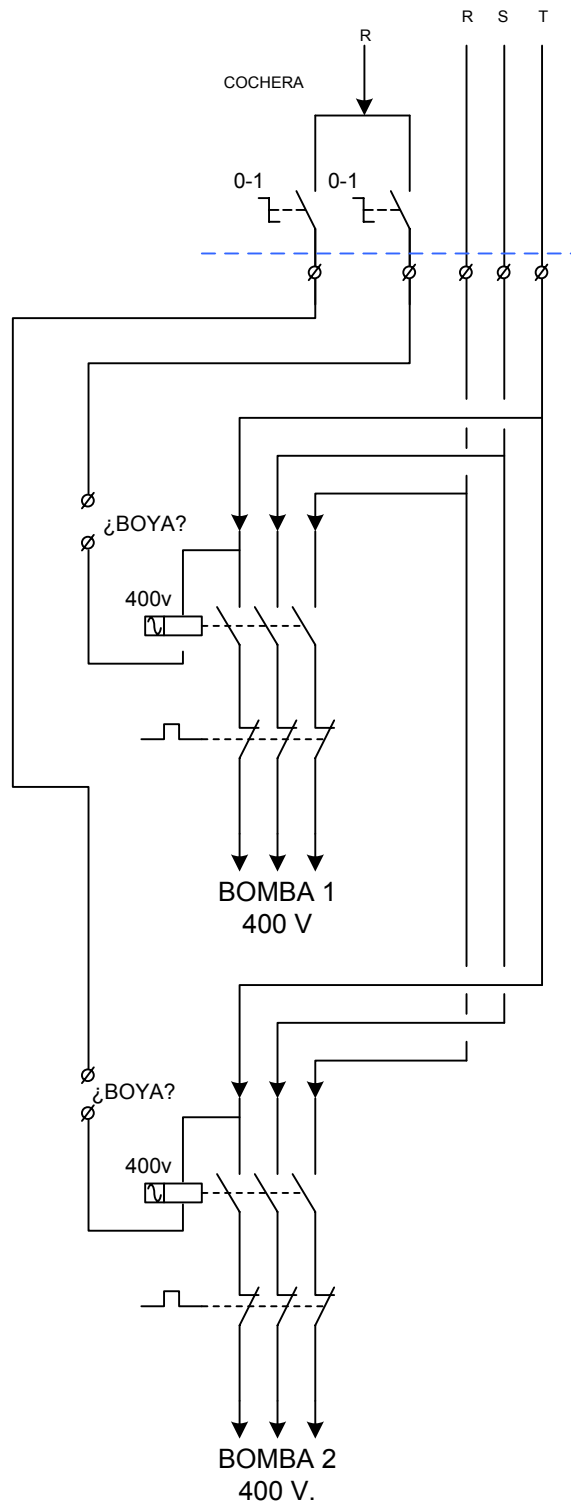 R S T
R
COCHERA
0-1 0-1
¿BOYA?
400v
BOMBA 1
400 V
¿BOYA?
400v
BOMBA 2
400 V.